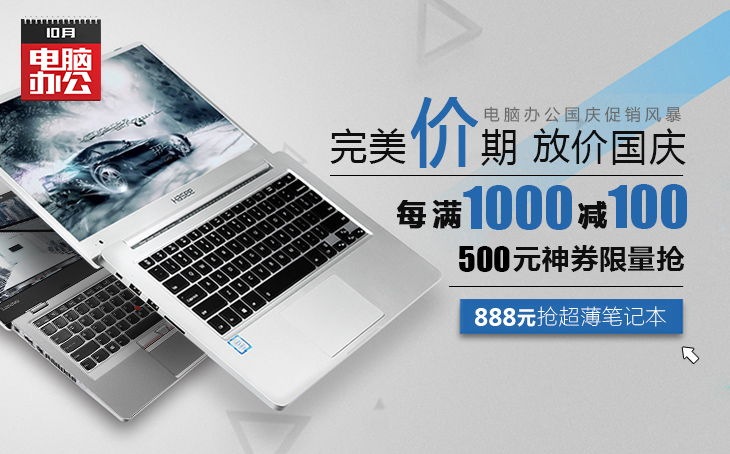 10月
电脑
办公
电脑办公国庆促销风暴
完美价期 放价国庆
每满1000减100
500元神券限量抢
888元抢超薄笔记本
Hasee
Lenovo